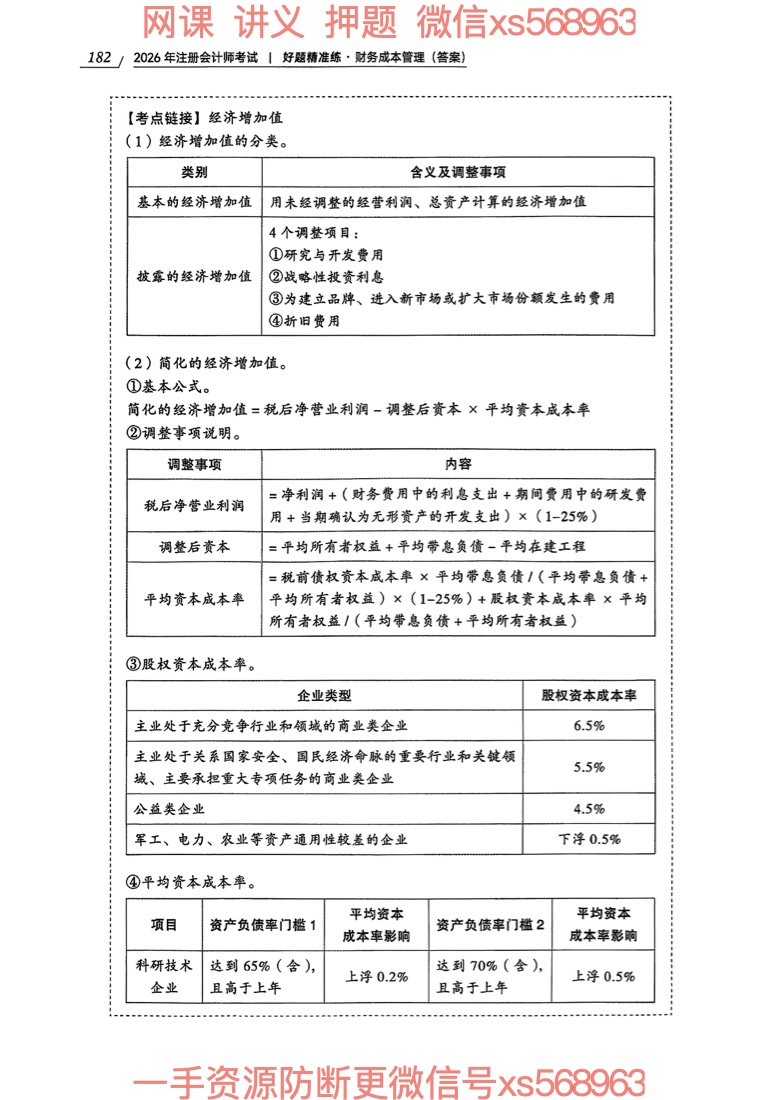 网课 讲义 押题 微信xs568963
182 / 2026年注册会计师考试 | 好题精准练·财务成本管理（答案）
【考点链接】经济增加值
（1）经济增加值的分类。
类别 含义及调整事项
基本的经济增加值 用未经调整的经营利润、总资产计算的经济增加值
4个调整项目：
①研究与开发费用
披露的经济增加值 ②战略性投资利息
③为建立品牌、进入新市场或扩大市场份额发生的费用
④折旧费用
（2）简化的经济增加值。
①基本公式。
简化的经济增加值=税后净营业利润-调整后资本×平均资本成本率
②调整事项说明。
调整事项 内容
税后净营业利润 =净利润+（财务费用中的利息支出+期间费用中的研发费
用+当期确认为无形资产的开发支出）×（1-25%）
调整后资本 =平均所有者权益+平均带息负债-平均在建工程
=税前债权资本成本率×平均带息负债/（平均带息负债+
平均资本成本率 平均所有者权益）×（1-25%）+股权资本成本率×平均
所有者权益/（平均带息负债+平均所有者权益）
③股权资本成本率。
企业类型 股权资本成本率
主业处于充分竞争行业和领域的商业类企业 6.5%
主业处于关系国家安全、国民经济命脉的重要行业和关键领
域、主要承担重大专项任务的商业类企业 5.5%
公益类企业 4.5%
军工、电力、农业等资产通用性较差的企业 下浮0.5%
④平均资本成本率。
项目 资产负债率门槛1 平均资本
成本率影响 资产负债率门槛2 平均资本
成本率影响
科研技术
企业 达到65%（含），
且高于上年 上浮0.2% 达到70%（含），
且高于上年 上浮0.5%
一手资源防断更微信号xs568963